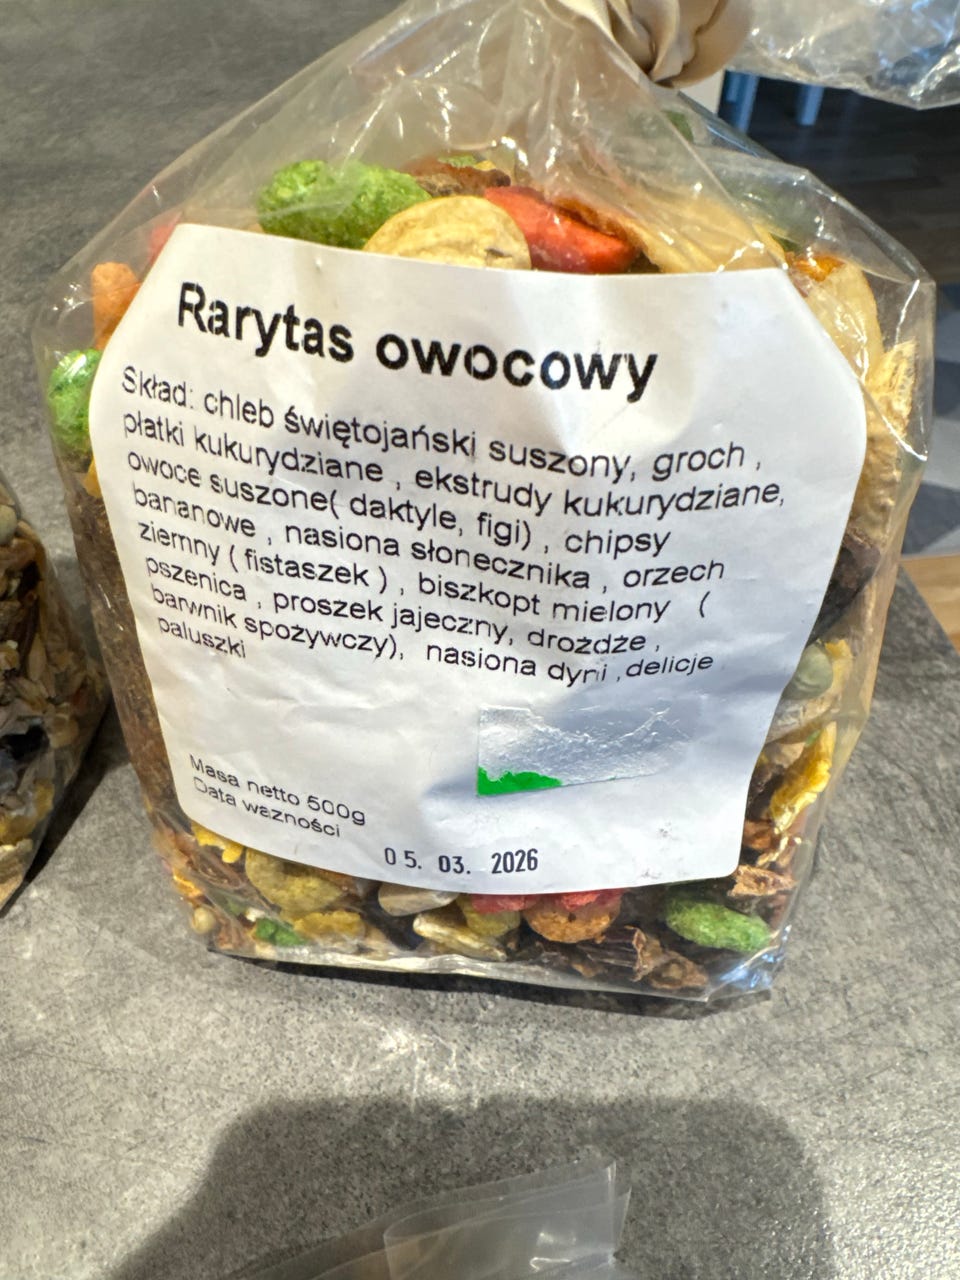 Rarytas owocowy
Skład: chleb świętojański suszony, groch ,
płatki kukurydziane , ekstrudy kukurydziane,
owoce suszone( daktyle, figi) , chipsy
bananowe , nasiona słonecznika , orzech
ziemny ( fistaszek ) , biszkopt mielony (
pszenica , proszek jajeczny, drożdże ,
barwnik spożywczy), nasiona dyni ,delicje
paluszki
Masa netto 500g
Data ważności
05. 03. 2026